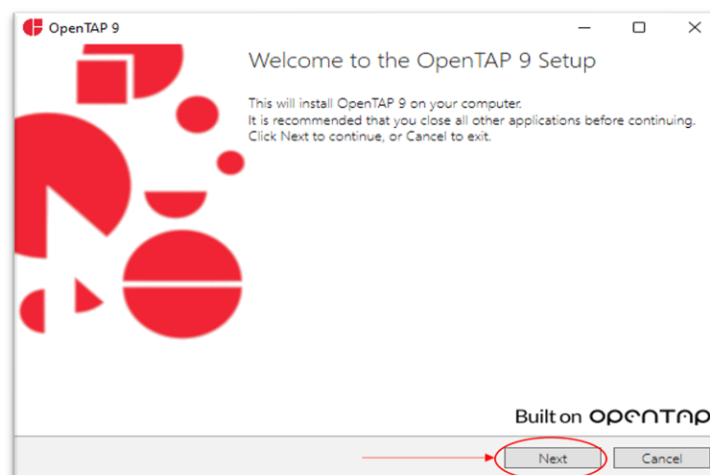 OpenTAP 9
Welcome to the OpenTAP 9 Setup
This will install OpenTAP 9 on your computer.
It is recommended that you close all other applications before continuing.
Click Next to continue, or Cancel to exit.
Built on OpenTAP
Next Cancel